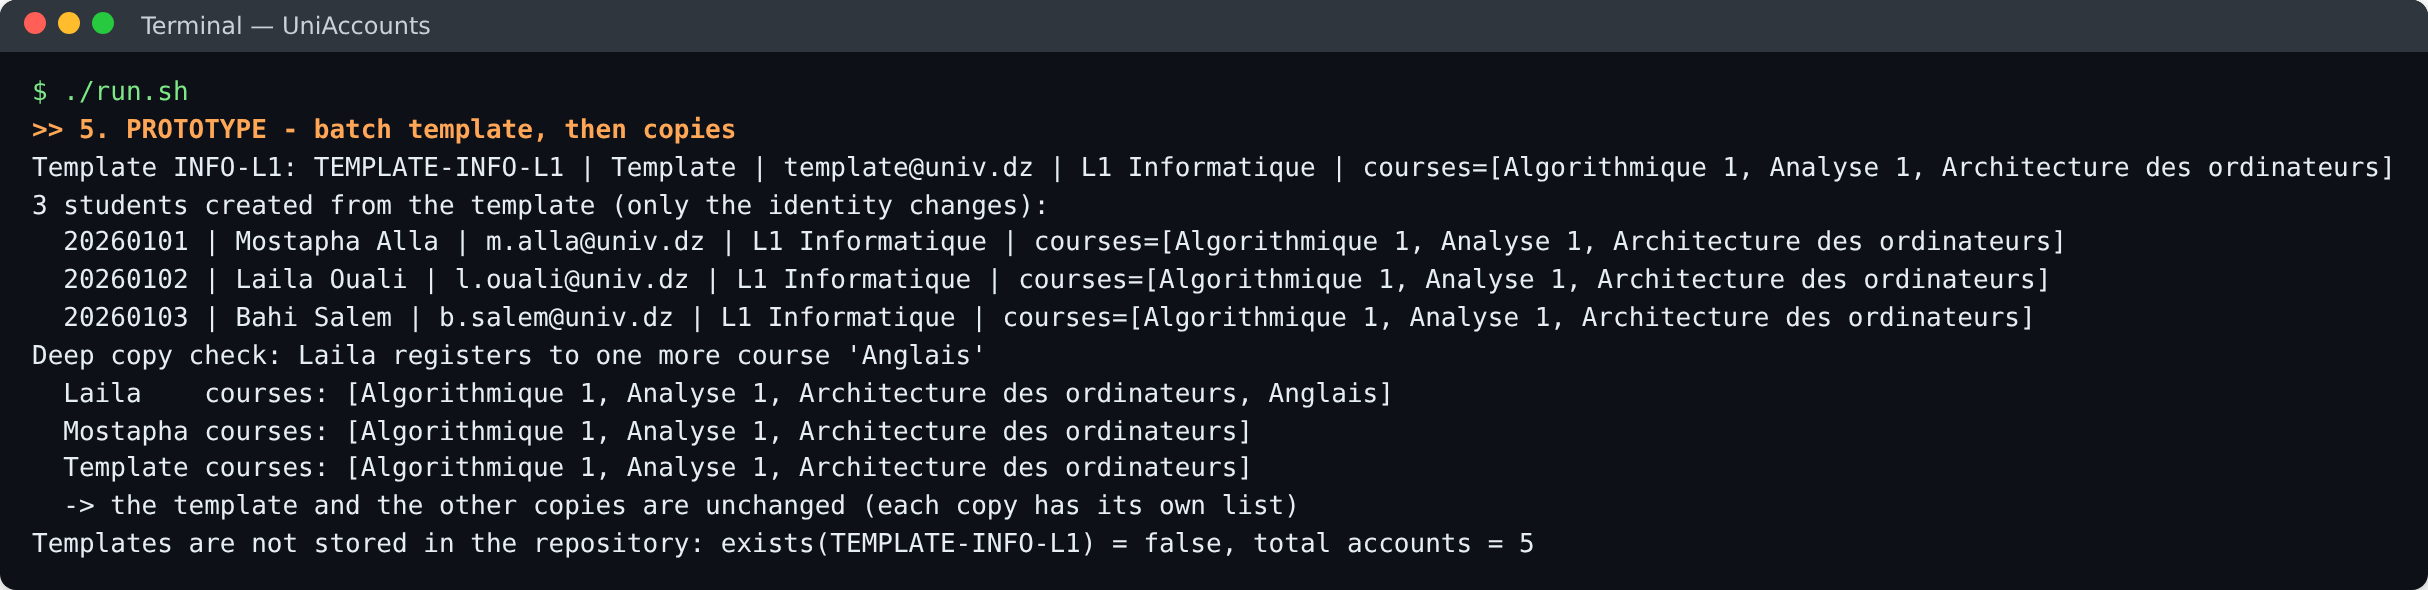 Terminal — UniAccounts
$ ./run.sh
>> 5. PROTOTYPE - batch template, then copies
Template INFO-L1: TEMPLATE-INFO-L1 | Template | template@univ.dz | L1 Informatique | courses=[Algorithmique 1, Analyse 1, Architecture des ordinateurs]
3 students created from the template (only the identity changes):
  20260101 | Mostapha Alla | m.alla@univ.dz | L1 Informatique | courses=[Algorithmique 1, Analyse 1, Architecture des ordinateurs]
  20260102 | Laila Ouali | l.ouali@univ.dz | L1 Informatique | courses=[Algorithmique 1, Analyse 1, Architecture des ordinateurs]
  20260103 | Bahi Salem | b.salem@univ.dz | L1 Informatique | courses=[Algorithmique 1, Analyse 1, Architecture des ordinateurs]
Deep copy check: Laila registers to one more course 'Anglais'
  Laila    courses: [Algorithmique 1, Analyse 1, Architecture des ordinateurs, Anglais]
  Mostapha courses: [Algorithmique 1, Analyse 1, Architecture des ordinateurs]
  Template courses: [Algorithmique 1, Analyse 1, Architecture des ordinateurs]
  -> the template and the other copies are unchanged (each copy has its own list)
Templates are not stored in the repository: exists(TEMPLATE-INFO-L1) = false, total accounts = 5